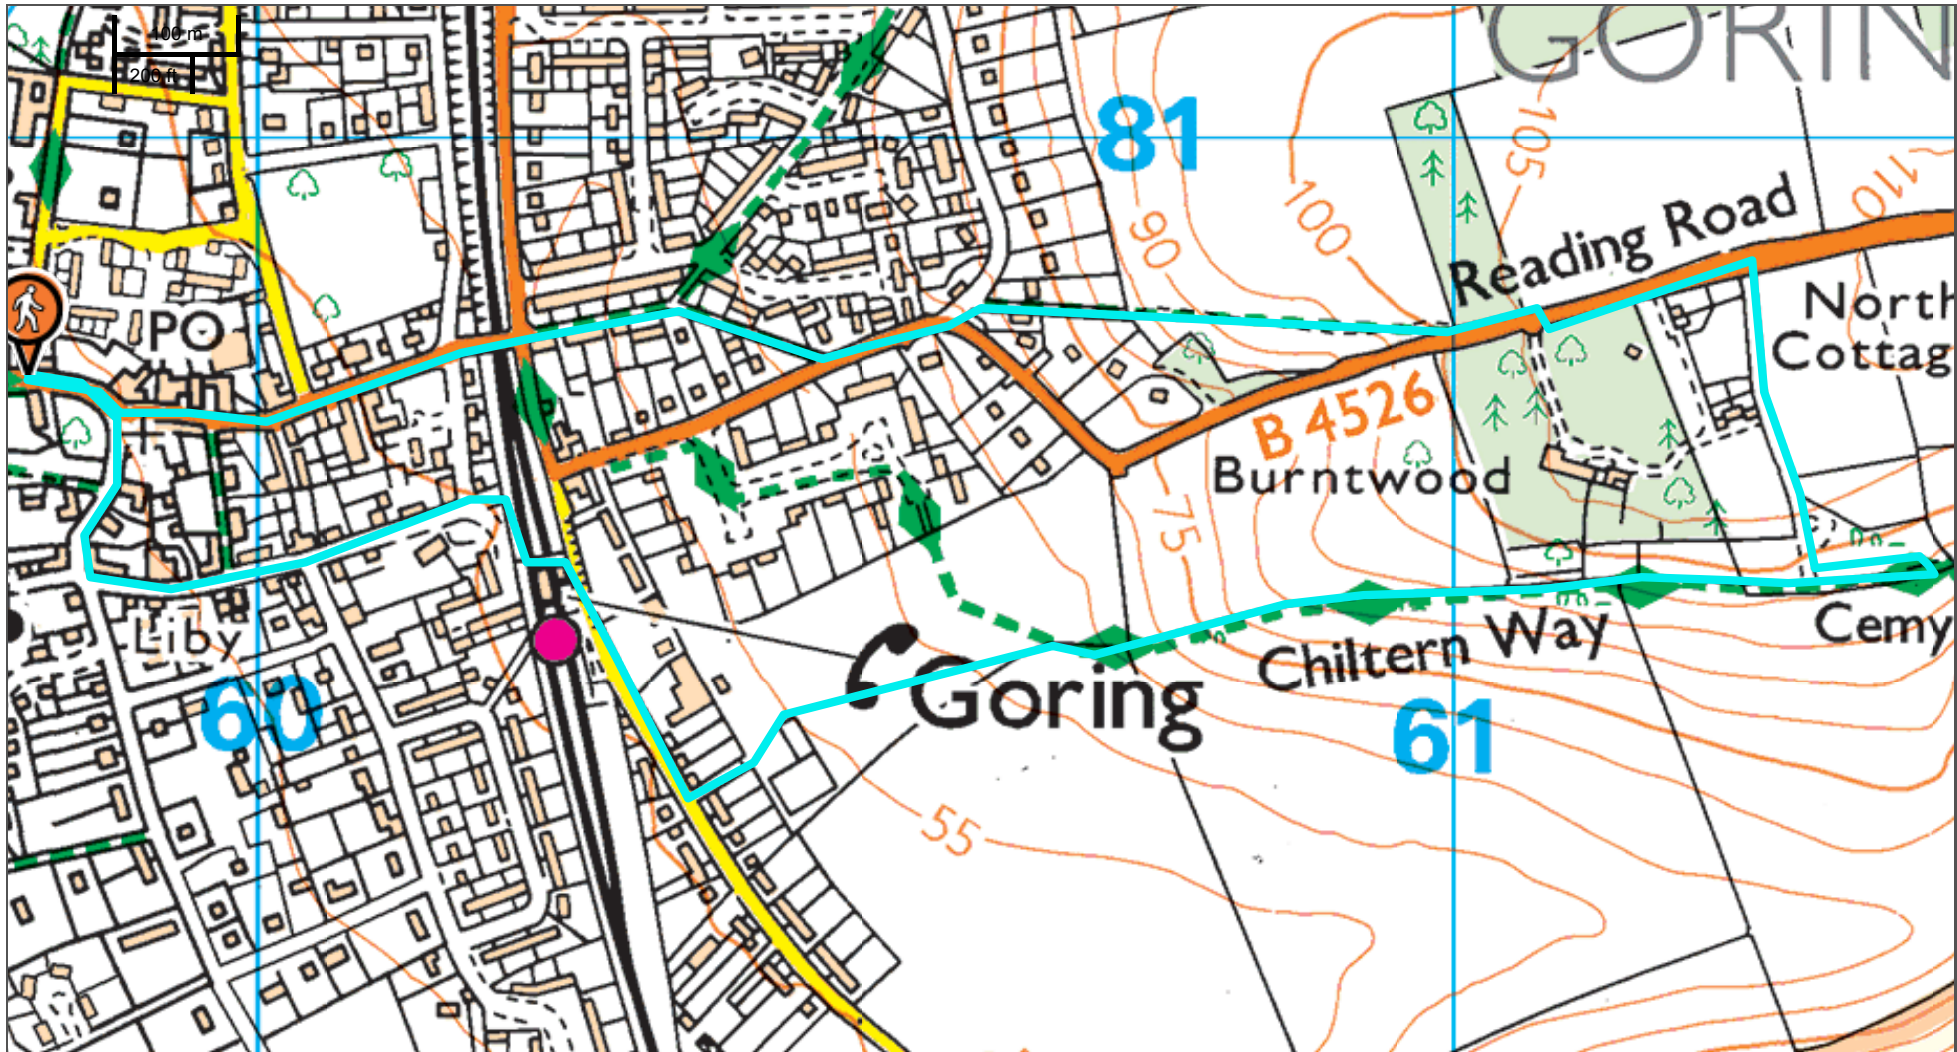 100 m
200 ft
GORIN
81
105
90
100
110
Reading Road
PO
North
Cottag
B 4526
Burntwood
75
Liby
Cemy
Chiltern Way
Goring
60
61
55